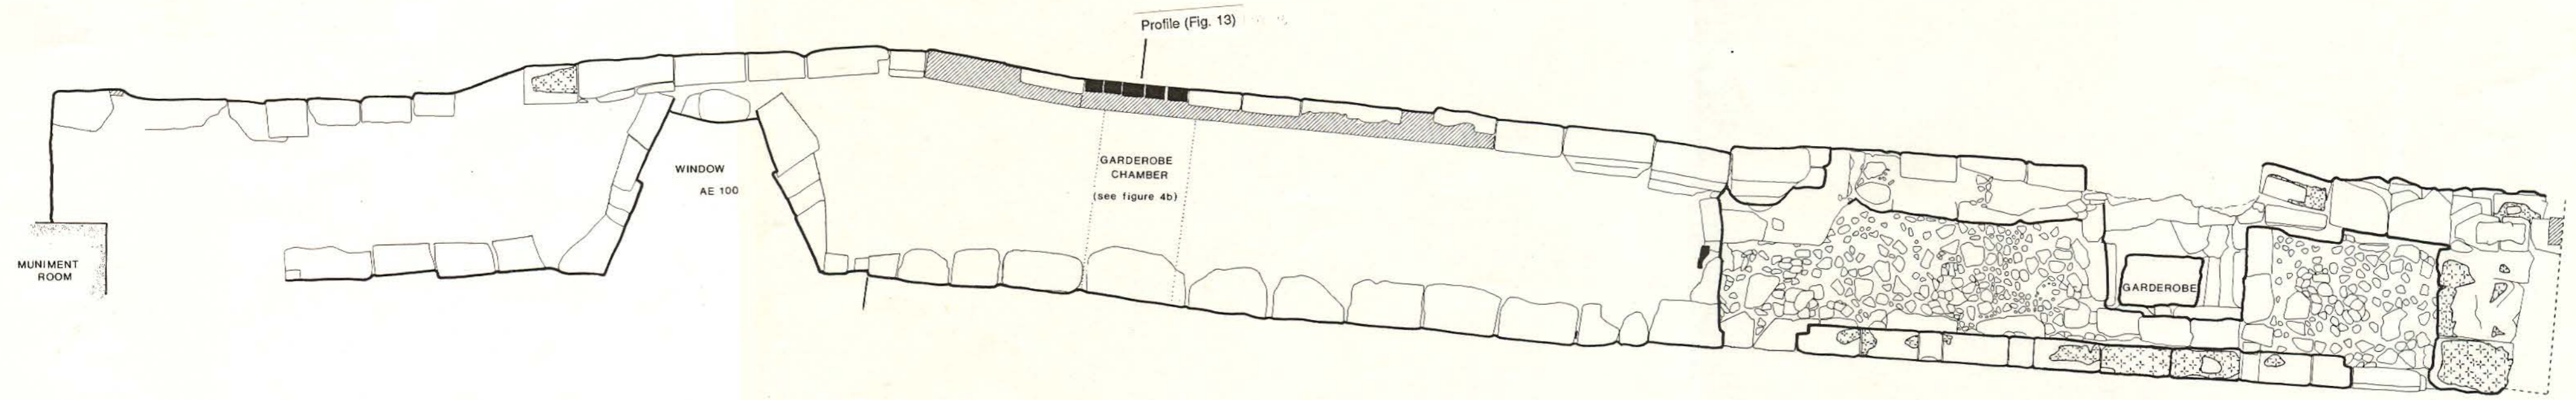 Profile (Fig. 13)
WINDOW
AE 100
GARDEROBE
CHAMBER
(see figure 4b)
MUNIMENT
ROOM
GARDEROBE